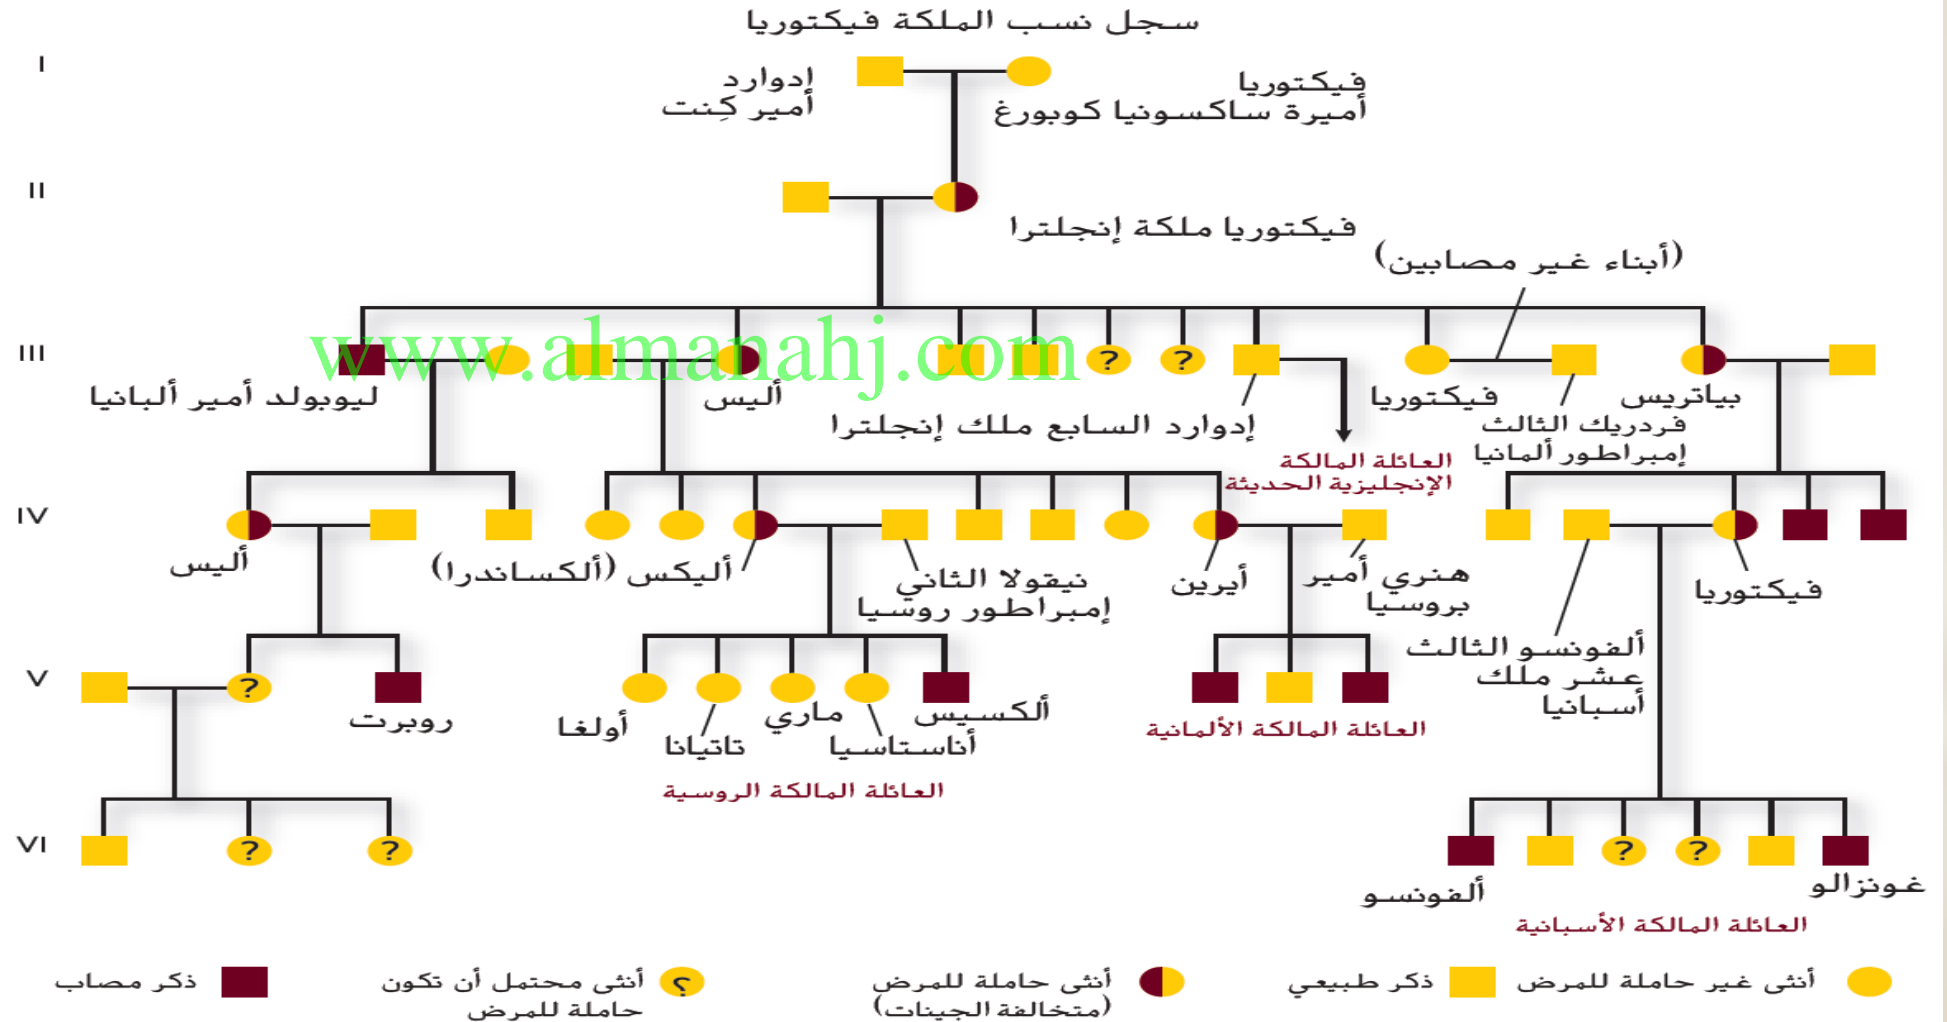 سجل نسب الملكة فيكتوريا
I
إدوارد
أمير كِنت
فيكتوريا
أميرة ساكسونيا كوبورغ
II
فيكتوريا ملكة إنجلترا
(أبناء غير مصابين)
www.almanahj.com
III
?
?
ليوبولد أمير ألبانيا
أليس
إدوارد السابع ملك إنجلترا
فيكتوريا
فردريك الثالث
إمبراطور ألمانيا
بياتريس
العائلة المالكة
الإنجليزية الحديثة
IV
أليس
أليكس (ألكساندرا)
نيقولا الثاني
إمبراطور روسيا
أيرين
هنري أمير
بروسيا
فيكتوريا
ألفونسو الثالث
عشر ملك
أسبانيا
V
?
روبرت
أولغا
تاتيانا
ماري
أناستاسيا
ألكسيس
العائلة المالكة الألمانية
العائلة المالكة الروسية
VI
?
?
?
?
ألفونسو
غونزالو
العائلة المالكة الأسبانية
أنثى غير حاملة للمرض
ذكر طبيعي
أنثى حاملة للمرض
(متخالفة الجينات)
؟
أنثى محتمل أن تكون
حاملة للمرض
ذكر مصاب